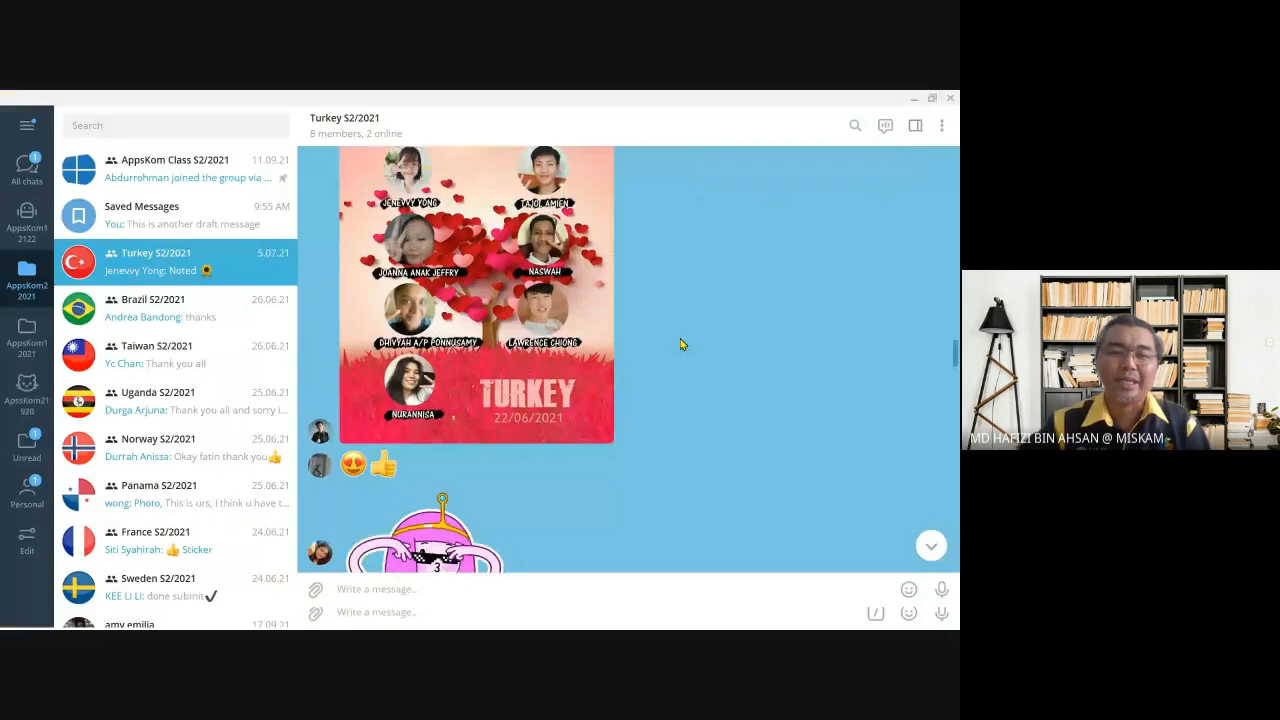 Search
AppsKom Class S2/2021
11.09.21
Abdurrohman joined the group via ...
Saved Messages
9:55 AM
You: This is another draft message
Turkey S2/2021
5.07.21
Jenevvy Yong: Noted 🌻
Brazil S2/2021
26.06.21
Andrea Bandong: thanks
Taiwan S2/2021
26.06.21
Yc Chan: Thank you all
Uganda S2/2021
25.06.21
Durga Arjuna: Thank you all and sorry i...
Norway S2/2021
25.06.21
Durrah Anissa: Okay fatin thank you👍
Panama S2/2021
25.06.21
wong: Photo, This is urs, I think u have t...
France S2/2021
24.06.21
Siti Syahirah: 👍 Sticker
Sweden S2/2021
24.06.21
KEE LI LI: done submit✔
amy emilia
12.09.21
1
All chats
AppsKom1
2122
AppsKom2
2021
AppsKom1
2021
ApssKom21
920
1
Unread
1
Personal
Edit
Turkey S2/2021
8 members, 2 online
JENEVVY YONG
TAJOL AMIEN
JOANNA ANAK JEFFRY
NASWAH
DHIVYAH A/P PONNUSAMY
LAWRENCE CHIONG
NURANNISA
TURKEY
22/06/2021
Write a message...
Write a message...
MD HAFIZI BIN AHSAN @ MISKAM -